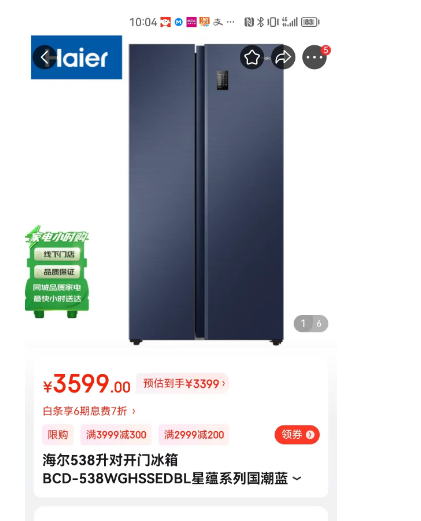 10:04
83
Haier
5
家电小时购
线下门店
品质保证
同城品质家电
最快小时送达
1 6
¥3599.00 预估到手¥3399 ›
白条享6期息费7折 ›
限购 满3999减300 满2999减200 领券
海尔538升对开门冰箱
BCD-538WGHSSEDBL星蕴系列国潮蓝